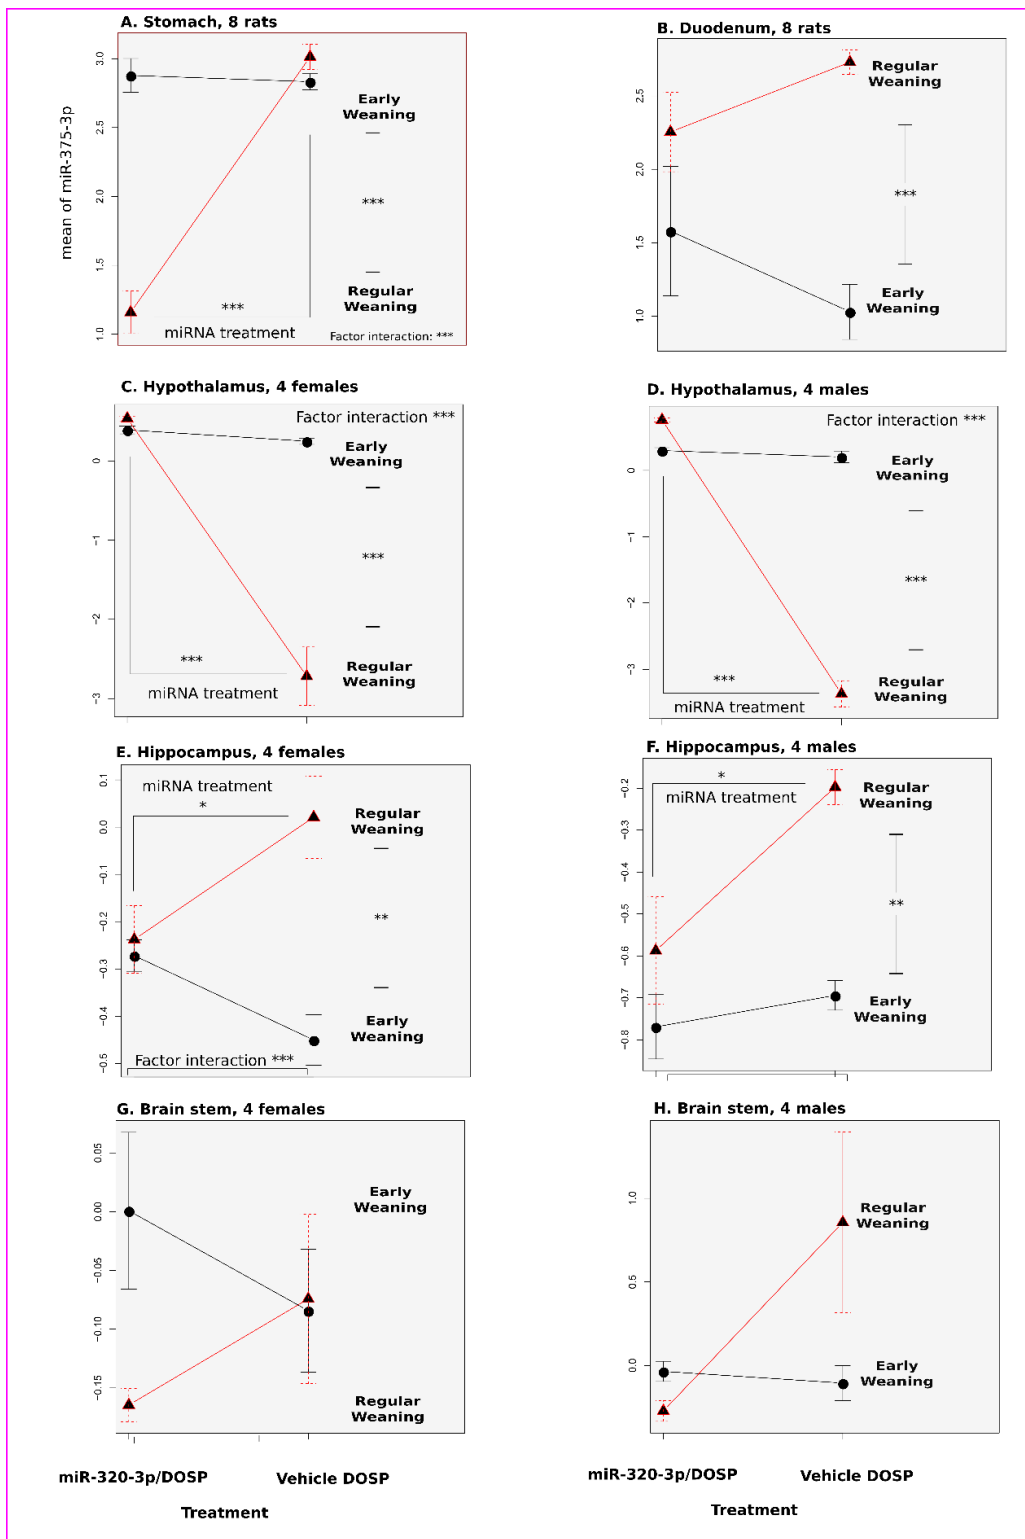 A. Stomach, 8 rats
mean of miR-375-3p
3.0
2.5
2.0
1.5
1.0
Early
Weaning
***
Regular
Weaning
***
miRNA treatment
Factor interaction: ***
B. Duodenum, 8 rats
2.5
2.0
1.5
1.0
Regular
Weaning
***
Early
Weaning
C. Hypothalamus, 4 females
Factor interaction ***
0
−1
−2
−3
Early
Weaning
***
Regular
Weaning
***
miRNA treatment
D. Hypothalamus, 4 males
Factor interaction ***
0
−1
−2
−3
Early
Weaning
***
Regular
Weaning
***
miRNA treatment
E. Hippocampus, 4 females
0.1
0.0
−0.1
−0.2
−0.3
−0.4
−0.5
miRNA treatment
*
Regular
Weaning
**
Early
Weaning
Factor interaction ***
F. Hippocampus, 4 males
−0.2
−0.3
−0.4
−0.5
−0.6
−0.7
−0.8
*
miRNA treatment
Regular
Weaning
**
Early
Weaning
G. Brain stem, 4 females
0.05
0.00
−0.05
−0.10
−0.15
Early
Weaning
Regular
Weaning
miR-320-3p/DOSP
Vehicle DOSP
Treatment
H. Brain stem, 4 males
1.0
0.5
0.0
Regular
Weaning
Early
Weaning
miR-320-3p/DOSP
Vehicle DOSP
Treatment